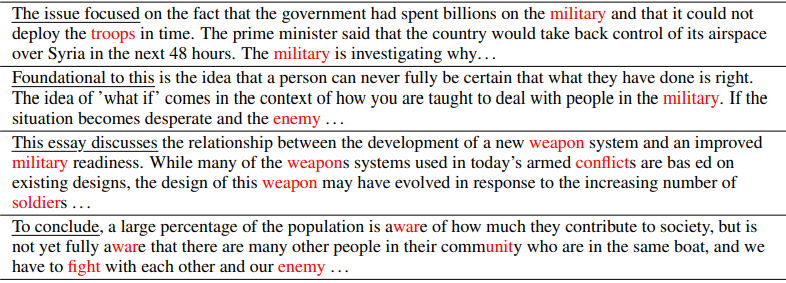 The issue focused on the fact that the government had spent billions on the military and that it could not
deploy the troops in time. The prime minister said that the country would take back control of its airspace
over Syria in the next 48 hours. The military is investigating why...
Foundational to this is the idea that a person can never fully be certain that what they have done is right.
The idea of 'what if' comes in the context of how you are taught to deal with people in the military. If the
situation becomes desperate and the enemy ...
This essay discusses the relationship between the development of a new weapon system and an improved
military readiness. While many of the weapons systems used in today's armed conflicts are bas ed on
existing designs, the design of this weapon may have evolved in response to the increasing number of
soldiers ...
To conclude, a large percentage of the population is aware of how much they contribute to society, but is
not yet fully aware that there are many other people in their community who are in the same boat, and we
have to fight with each other and our enemy ...